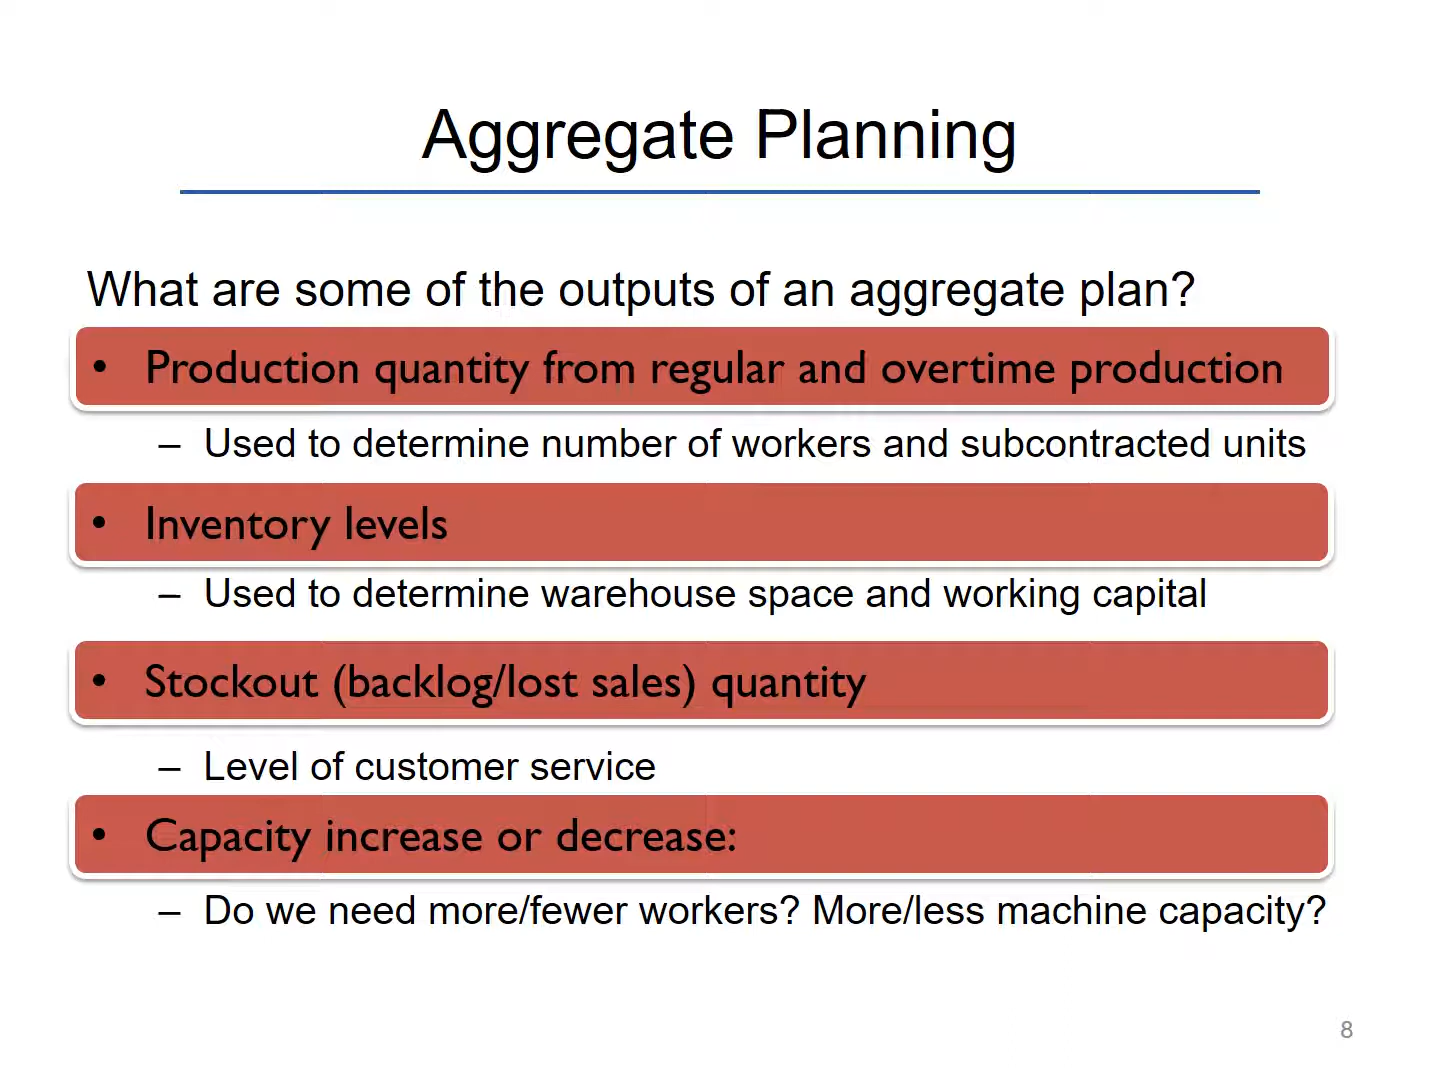 Aggregate Planning
What are some of the outputs of an aggregate plan?
• Production quantity from regular and overtime production
– Used to determine number of workers and subcontracted units
• Inventory levels
– Used to determine warehouse space and working capital
• Stockout (backlog/lost sales) quantity
– Level of customer service
• Capacity increase or decrease:
– Do we need more/fewer workers? More/less machine capacity?
8